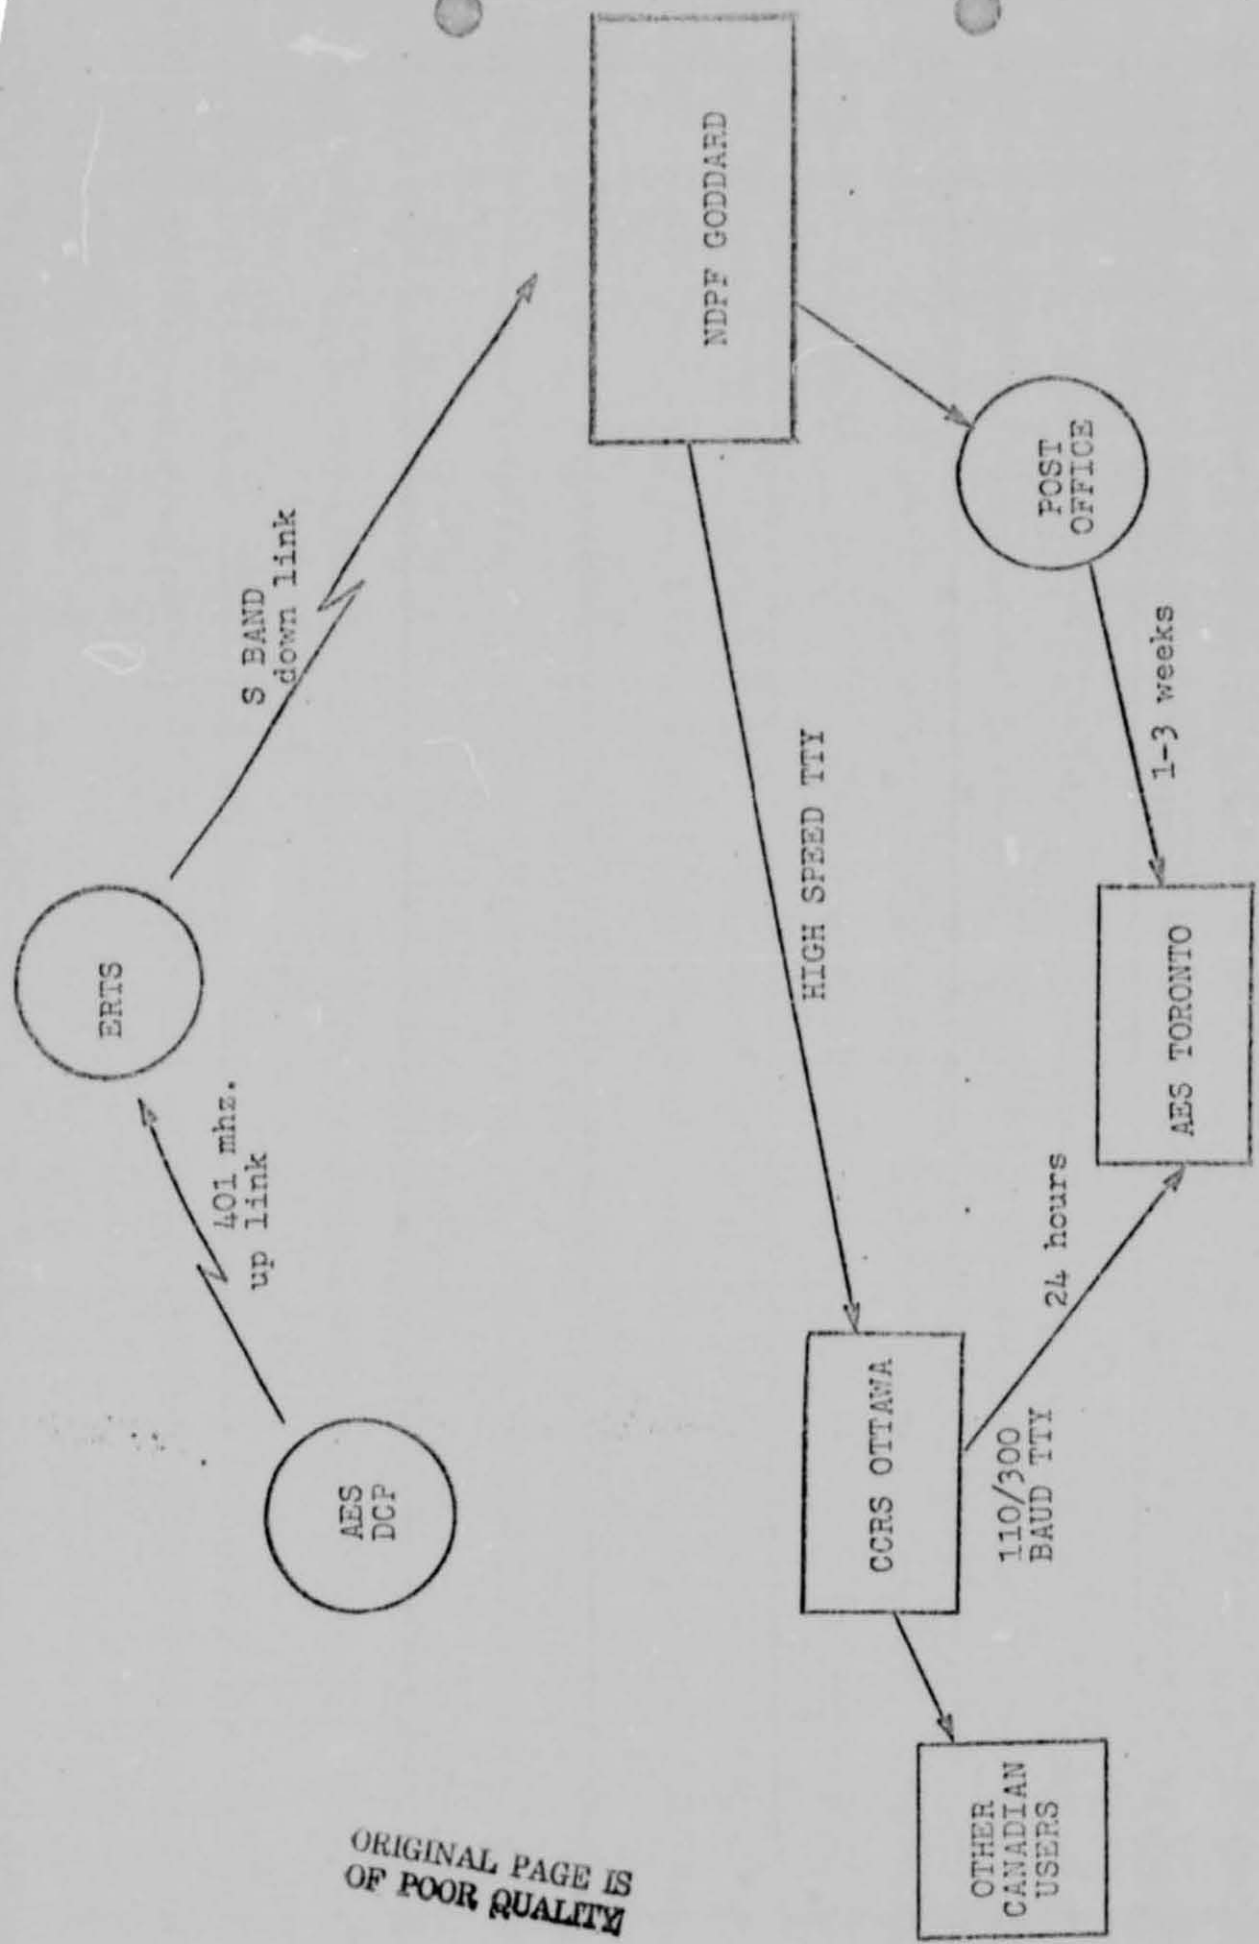 ERTS
401 mhz.
up link
S BAND
down link
AES
DCP
NDPF GODDARD
HIGH SPEED TTY
CCRS OTTAWA
POST
OFFICE
110/300
BAUD TTY
24 hours
1-3 weeks
OTHER
CANADIAN
USERS
AES TORONTO
ORIGINAL PAGE IS
OF POOR QUALITY